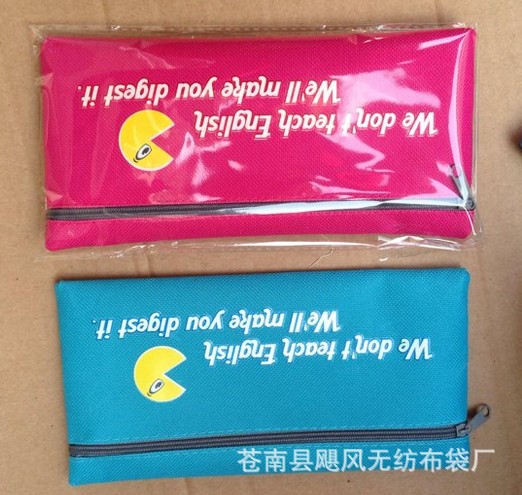 We don't teach English
We'll make you digest it.
We don't teach English
We'll make you digest it.
苍南县飓风无纺布袋厂